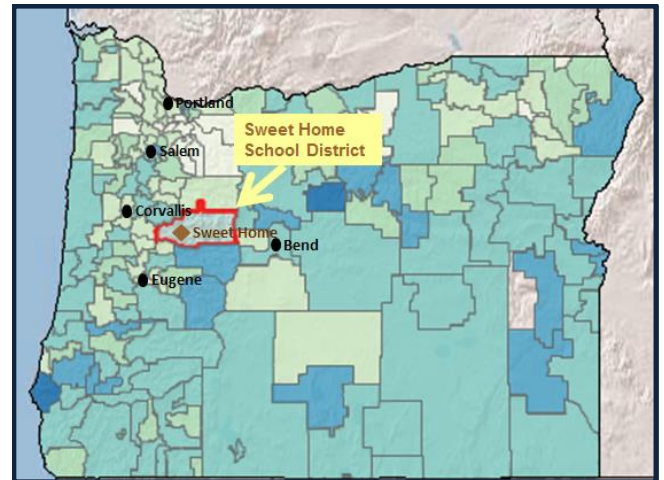 Portland
Sweet Home
School District
Salem
Corvallis
Sweet Home
Bend
Eugene